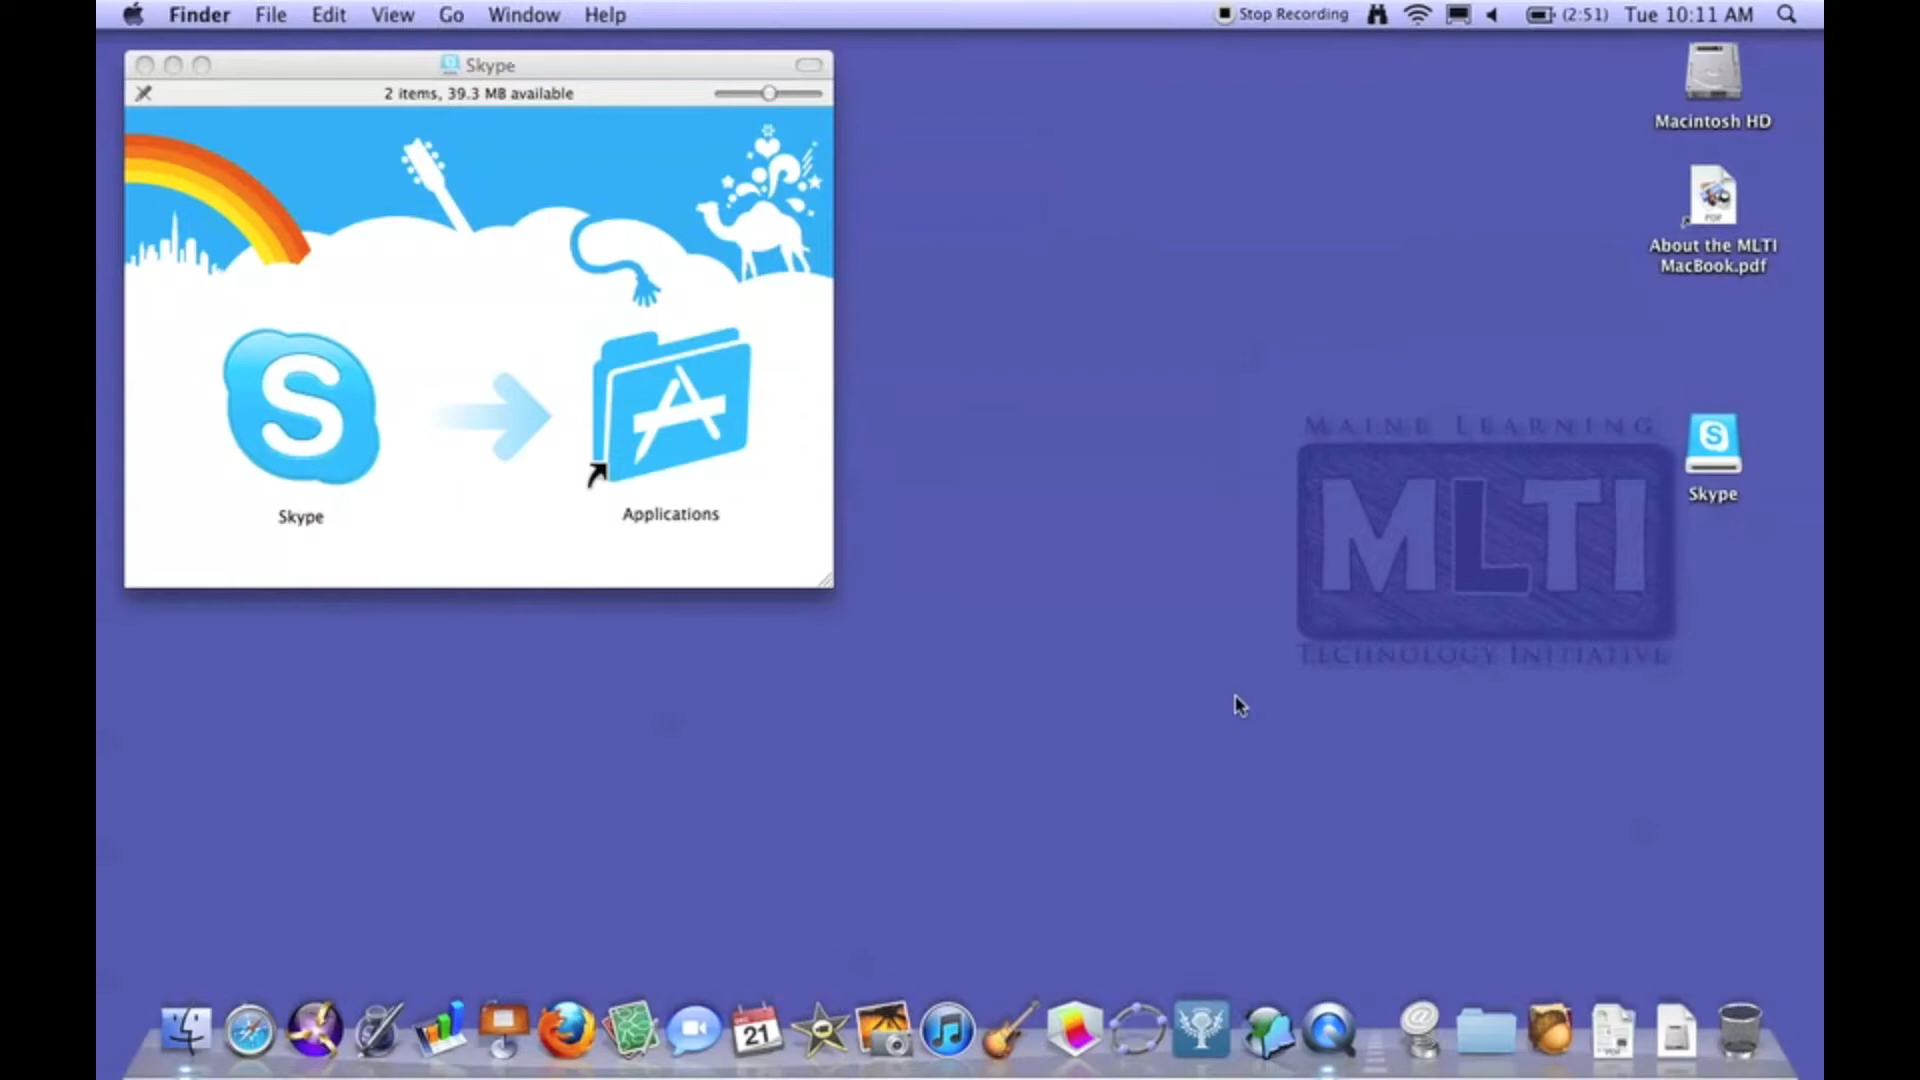 Finder File Edit View Go Window Help Stop Recording (2:51) Tue 10:11 AM
Skype
2 items, 39.3 MB available
Skype
Applications
Macintosh HD
PDF
About the MLTI
MacBook.pdf
Skype
MAINE LEARNING
MLTI
TECHNOLOGY INITIATIVE
21
@